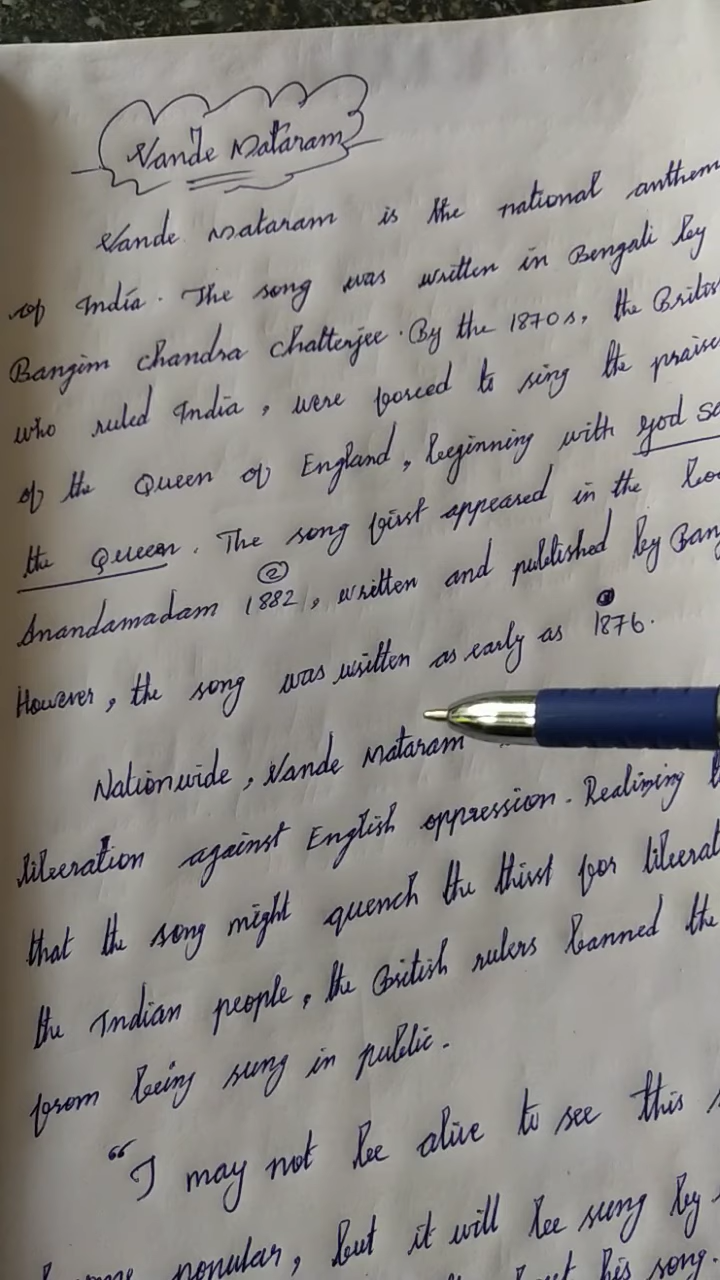 Vande Mataram
Vande Mataram is the national anthem
of India. The song was written in Bengali by
Bangim chandra chatterjee. By the 1870s, the British
who ruled India, were forced to sing the praise
of the Queen of England, beginning with god
the Queen. The song first appeared in the
②
Anandamadam 1882, written and published by
1876.
However, the song was written as early as
Nationwide, Vande Mataram
liberation against English oppression. Realizing
that the song might quench the thirst for
the Indian people, the British rulers banned the
from being sung in public.
"I may not be alive to see this
popular, but it will be sung by
his song.